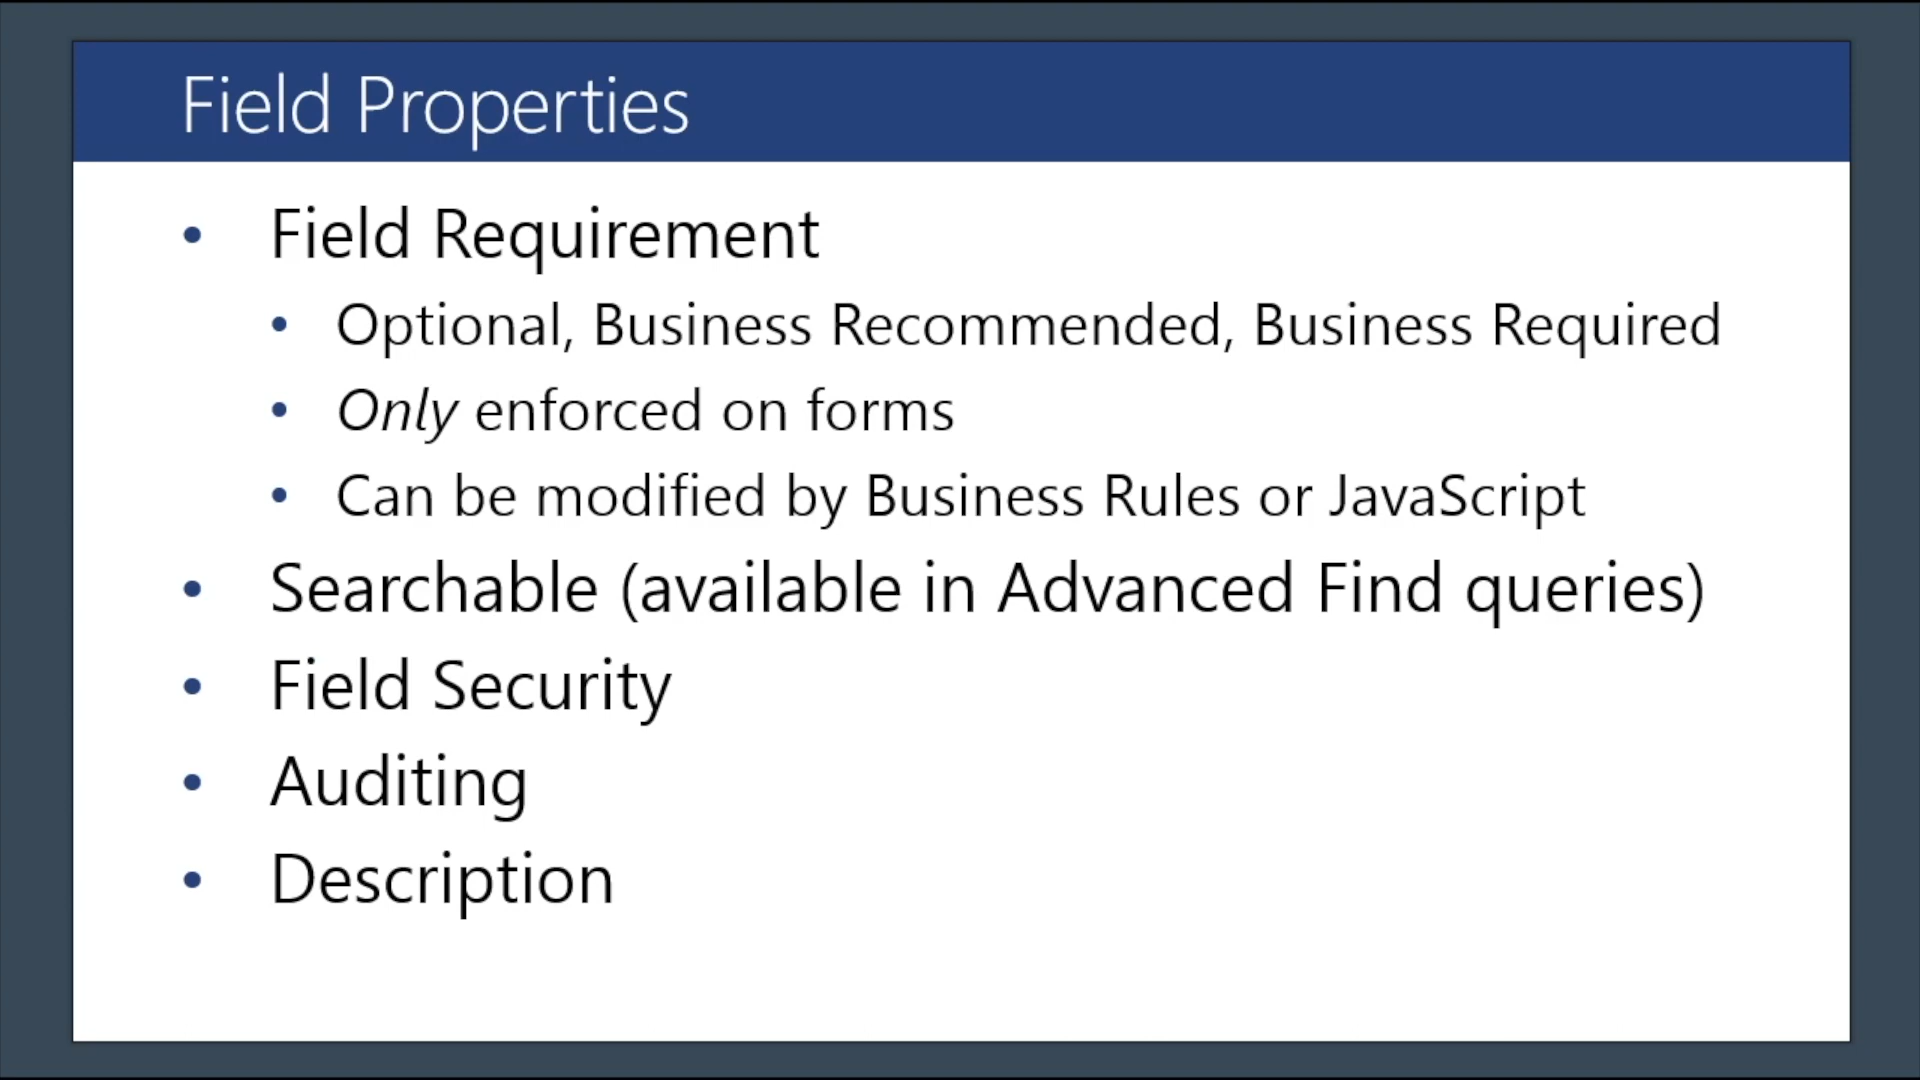 Field Properties
• Field Requirement
• Optional, Business Recommended, Business Required
• Only enforced on forms
• Can be modified by Business Rules or JavaScript
• Searchable (available in Advanced Find queries)
• Field Security
• Auditing
• Description